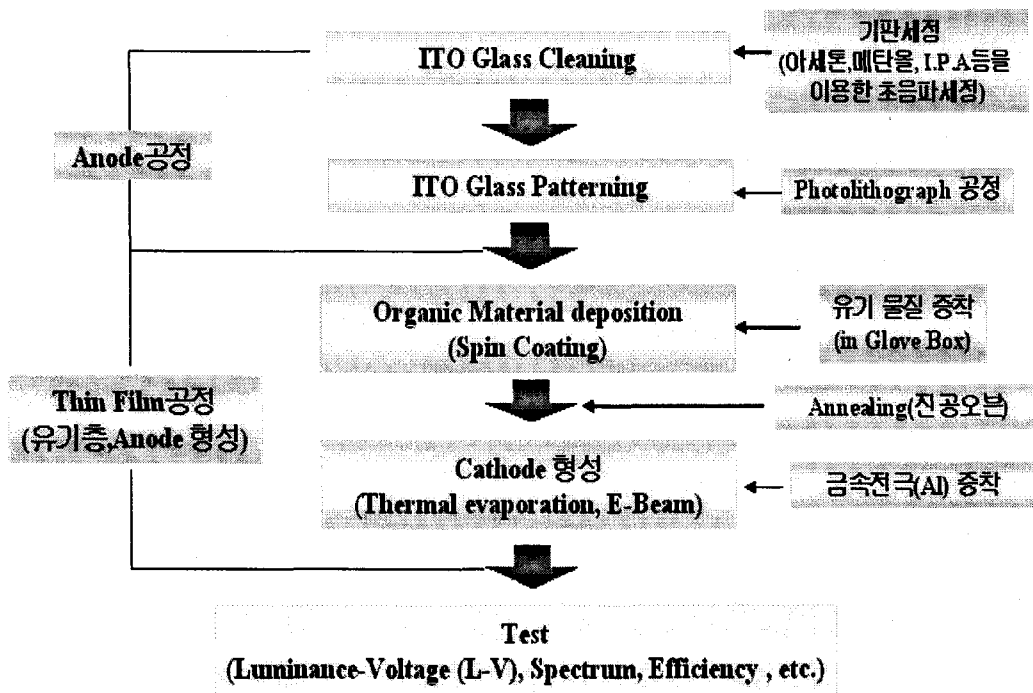 ITO Glass Cleaning
기판세정
(아세톤,메탄올, I.P.A등을
이용한 초음파세정)
Anode공정
ITO Glass Patterning
Photolithograph 공정
Organic Material deposition
(Spin Coating)
유기 물질 증착
(in Glove Box)
Thin Film공정
(유기층,Anode 형성)
Annealing(진공오븐)
Cathode 형성
(Thermal evaporation, E-Beam)
금속전극(Al) 증착
Test
(Luminance-Voltage (L-V), Spectrum, Efficiency , etc.)